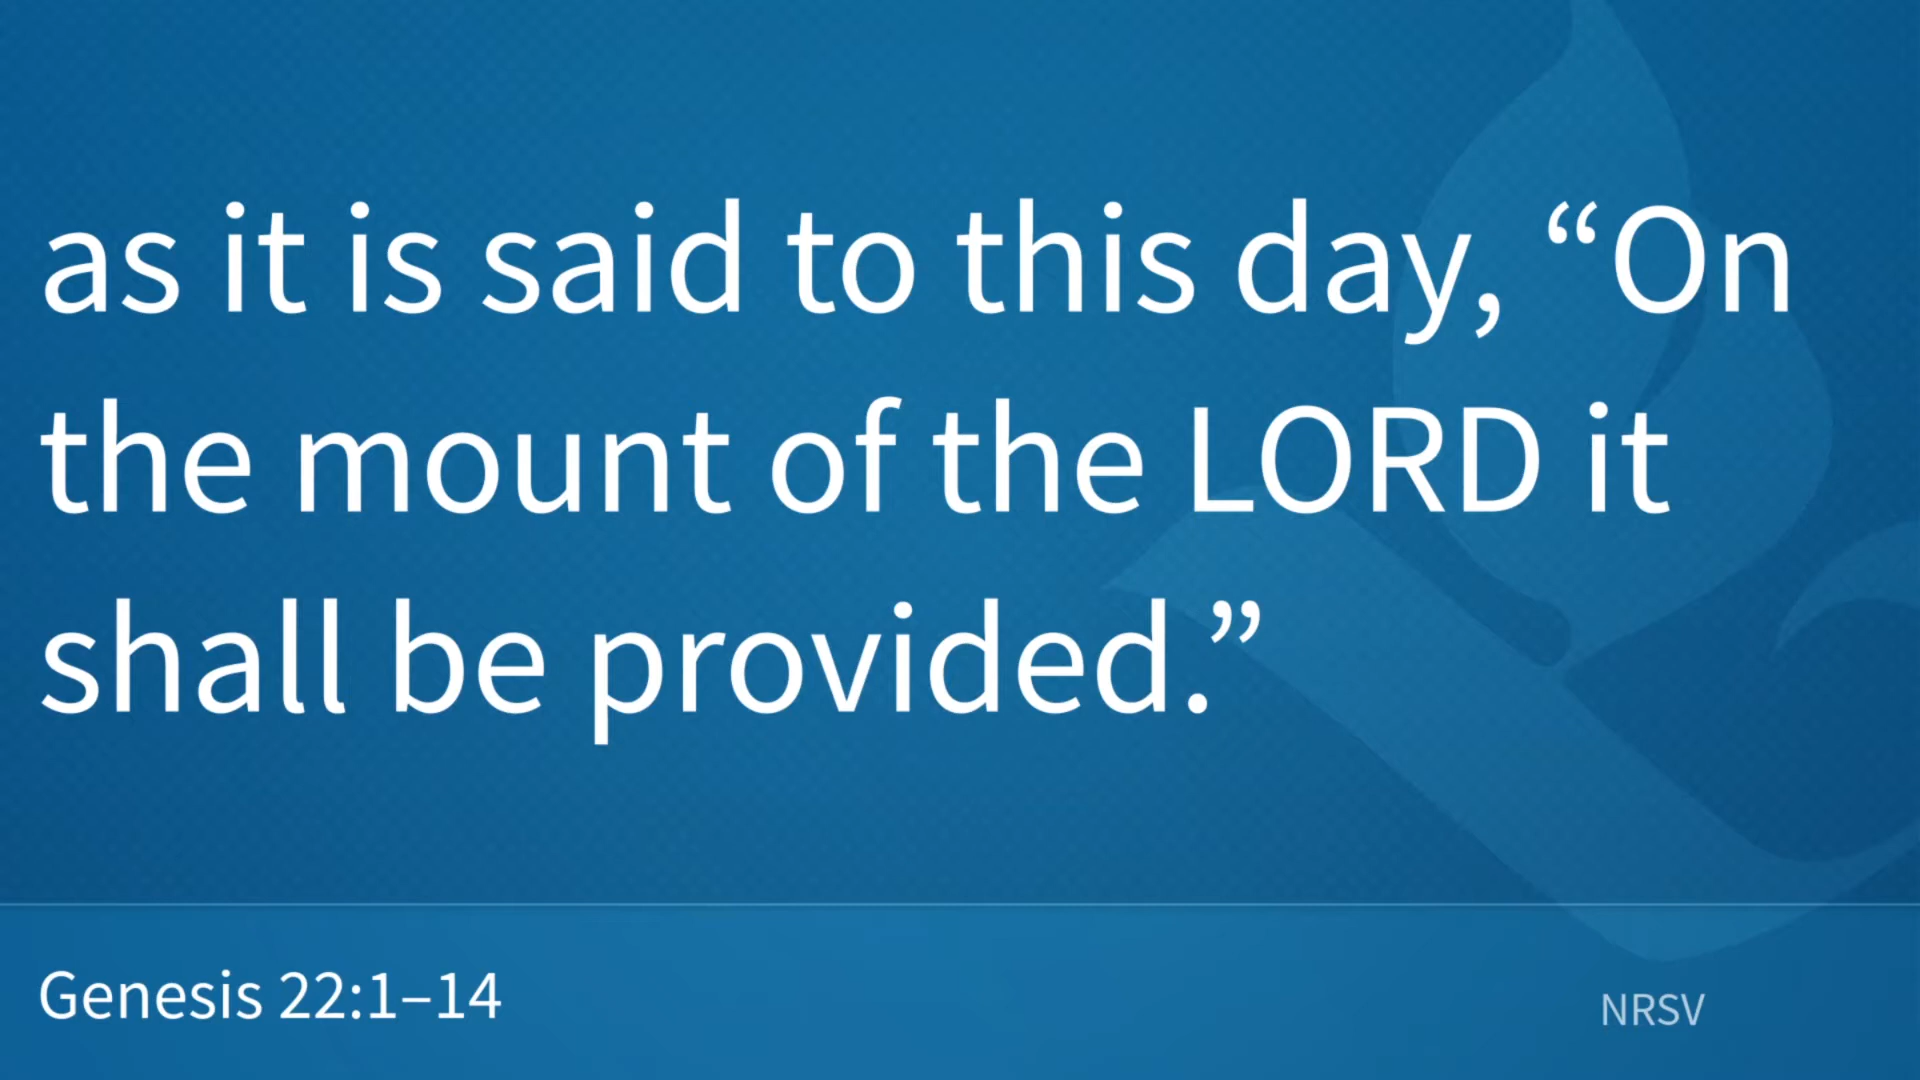 as it is said to this day, “On
the mount of the LORD it
shall be provided.”
Genesis 22:1–14
NRSV